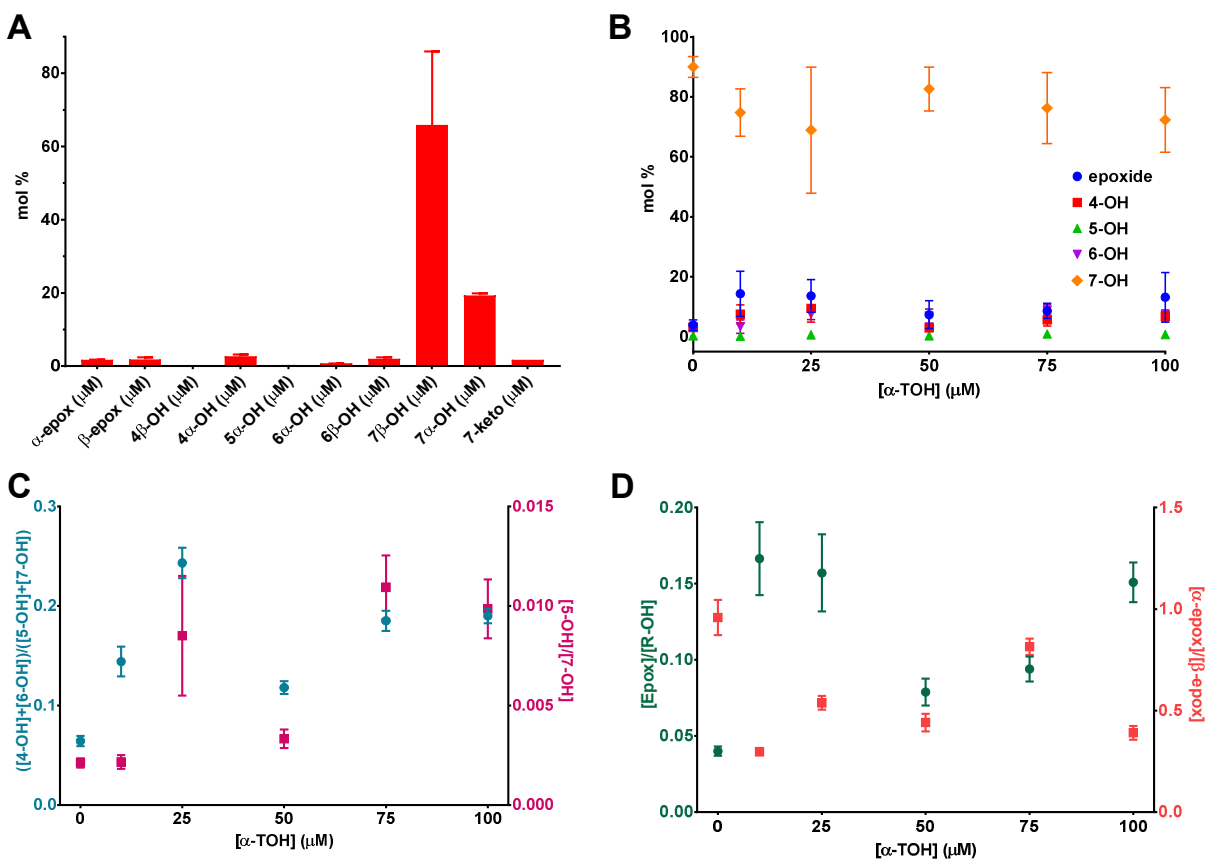 A
mol %
80
60
40
20
0
α-epox (μM)
β-epox (μM)
4β-OH (μM)
4α-OH (μM)
5α-OH (μM)
6α-OH (μM)
6β-OH (μM)
7β-OH (μM)
7α-OH (μM)
7-keto (μM)
B
mol %
100
80
60
40
20
0
epoxide
4-OH
5-OH
6-OH
7-OH
0 25 50 75 100
[α-TOH] (μM)
C
([4-OH]+[6-OH])/([5-OH]+[7-OH])
0.3
0.2
0.1
0.0
0.015
0.010
0.005
0.000
[5-OH]/[7-OH]
0 25 50 75 100
[α-TOH] (μM)
D
[Epox]/[R-OH]
0.20
0.15
0.10
0.05
0.00
1.5
1.0
0.5
0.0
[α-epox]/[β-epox]
0 25 50 75 100
[α-TOH] (μM)